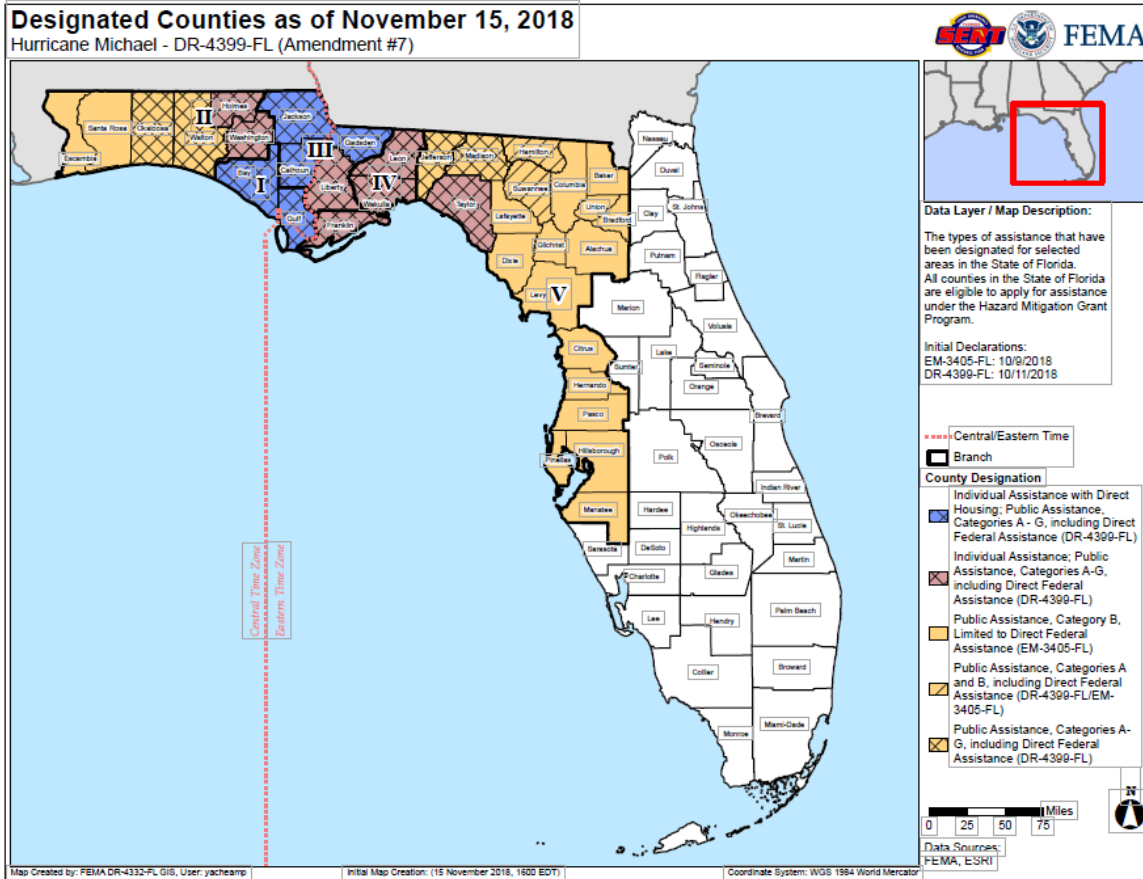 Designated Counties as of November 15, 2018
Hurricane Michael - DR-4399-FL (Amendment #7)
SERT
FEMA
Nassau
Holmes
Jackson
Santa Rosa
Okaloosa
II
Walton
Washington
Gadsden
Duval
III
Leon
Jefferson
Madison
Hamilton
Escambia
Bay
I
Calhoun
Liberty
IV
Suwannee
Columbia
Baker
Wakulla
Taylor
Lafayette
Union
Bradford
Clay
St. Johns
Gulf
Franklin
Gilchrist
Alachua
Putnam
Dixie
Flagler
Levy
V
Marion
Volusia
Citrus
Lake
Sumter
Seminole
Hernando
Orange
Pasco
Brevard
Hillsborough
Polk
Osceola
Pinellas
Indian River
Manatee
Hardee
Okeechobee
Highlands
St. Lucie
Sarasota
DeSoto
Martin
Charlotte
Glades
Palm Beach
Lee
Hendry
Collier
Broward
Monroe
Miami-Dade
Central Time Zone
Eastern Time Zone
Data Layer / Map Description:
The types of assistance that have
been designated for selected
areas in the State of Florida.
All counties in the State of Florida
are eligible to apply for assistance
under the Hazard Mitigation Grant
Program.
Initial Declarations:
EM-3405-FL: 10/9/2018
DR-4399-FL: 10/11/2018
Central/Eastern Time
Branch
County Designation
Individual Assistance with Direct
Housing; Public Assistance,
Categories A - G, including Direct
Federal Assistance (DR-4399-FL)
Individual Assistance; Public
Assistance, Categories A-G,
including Direct Federal
Assistance (DR-4399-FL)
Public Assistance, Category B,
Limited to Direct Federal
Assistance (EM-3405-FL)
Public Assistance, Categories A
and B, including Direct Federal
Assistance (DR-4399-FL/EM-
3405-FL)
Public Assistance, Categories A-
G, including Direct Federal
Assistance (DR-4399-FL)
N
Miles
0 25 50 75
Data Sources:
FEMA, ESRI
Map Created by: FEMA DR-4332-FL GIS, User: yacheamp
Initial Map Creation: (15 November 2018, 1600 EDT)
Coordinate System: WGS 1984 World Mercator